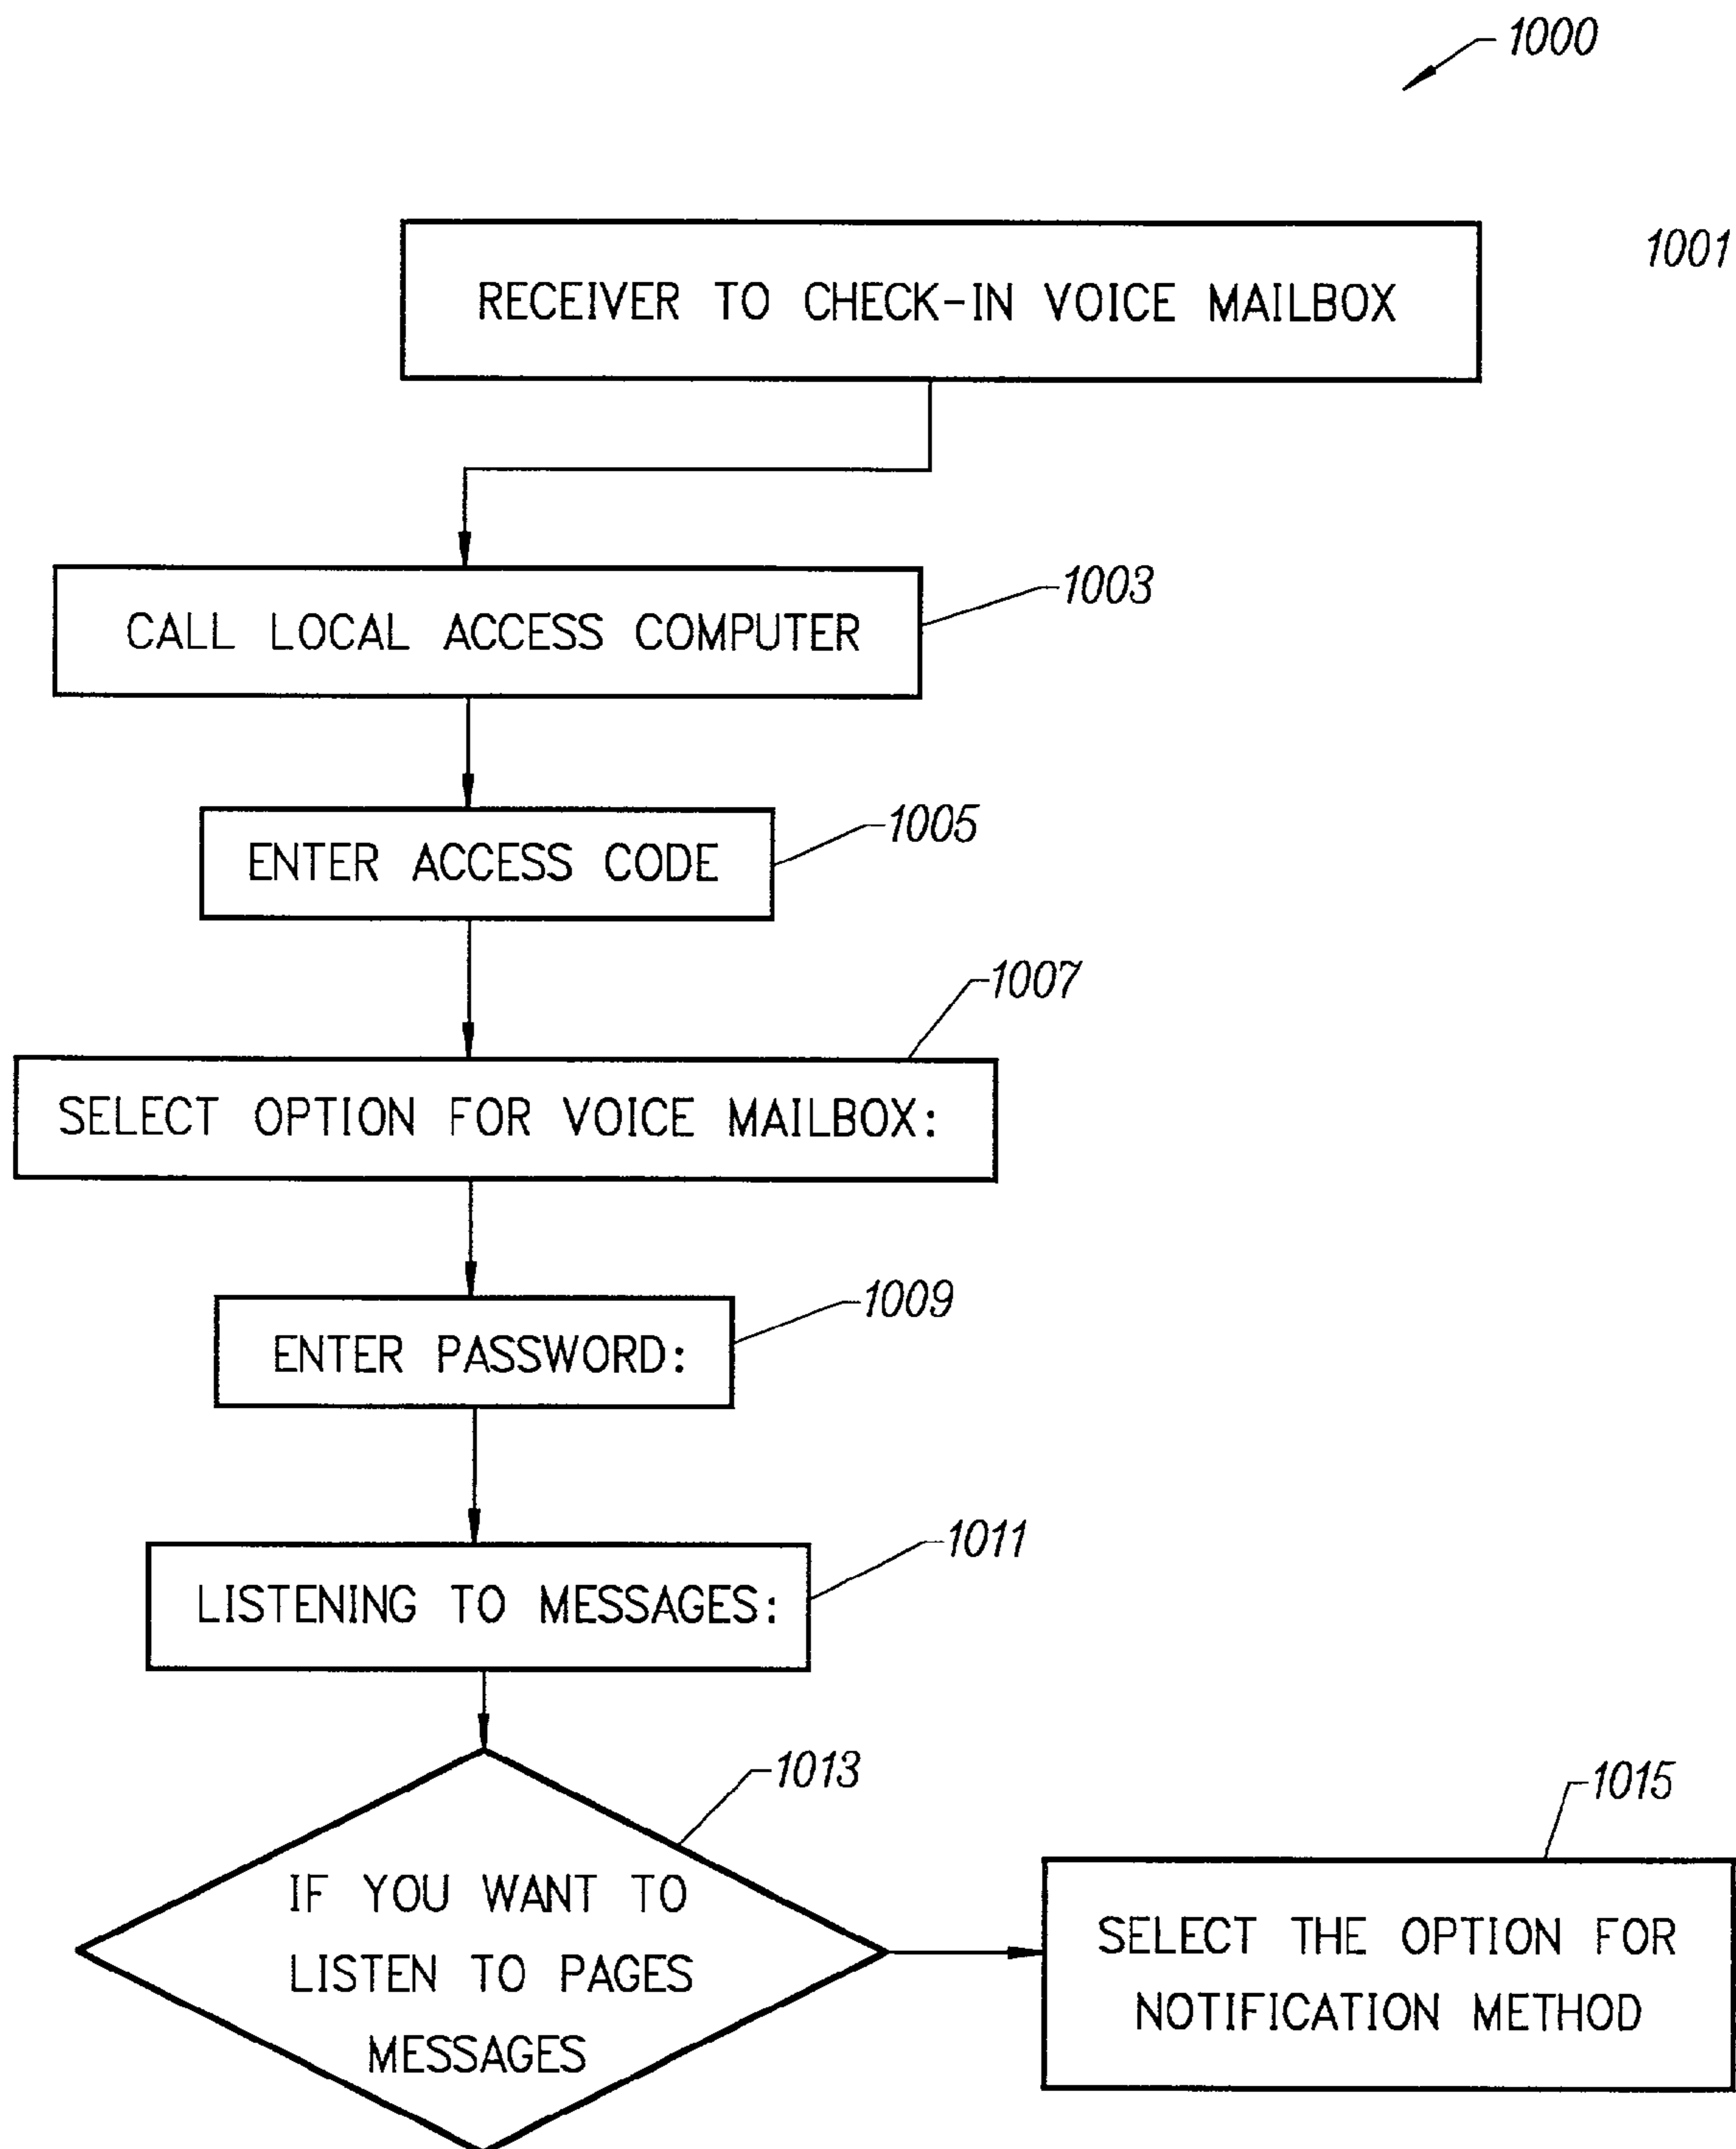 1000
1001
RECEIVER TO CHECK-IN VOICE MAILBOX
1003
CALL LOCAL ACCESS COMPUTER
1005
ENTER ACCESS CODE
1007
SELECT OPTION FOR VOICE MAILBOX:
1009
ENTER PASSWORD:
1011
LISTENING TO MESSAGES:
1013
IF YOU WANT TO
LISTEN TO PAGES
MESSAGES
1015
SELECT THE OPTION FOR
NOTIFICATION METHOD